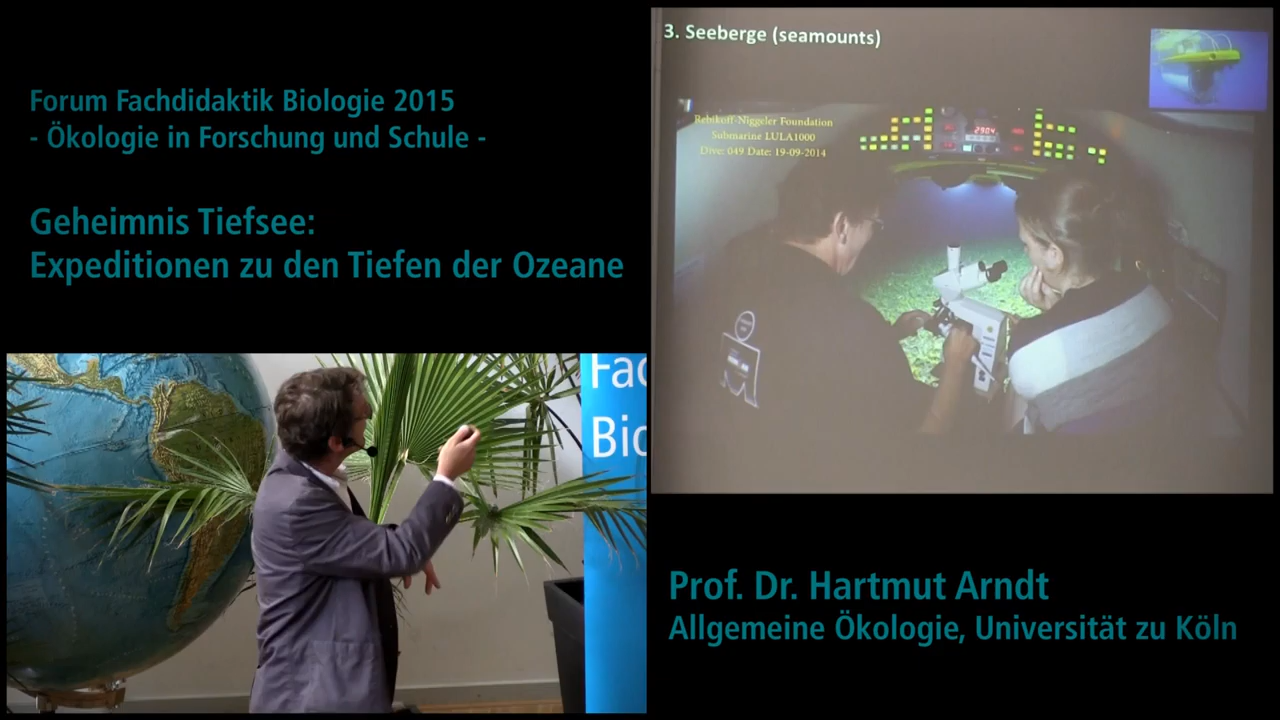 Forum Fachdidaktik Biologie 2015
- Ökologie in Forschung und Schule -
Geheimnis Tiefsee:
Expeditionen zu den Tiefen der Ozeane
3. Seeberge (seamounts)
Rebikoff-Niggeler Foundation
Submarine LULA1000
Dive: 049 Date: 19-09-2014
2904
Fac
Bio
Prof. Dr. Hartmut Arndt
Allgemeine Ökologie, Universität zu Köln